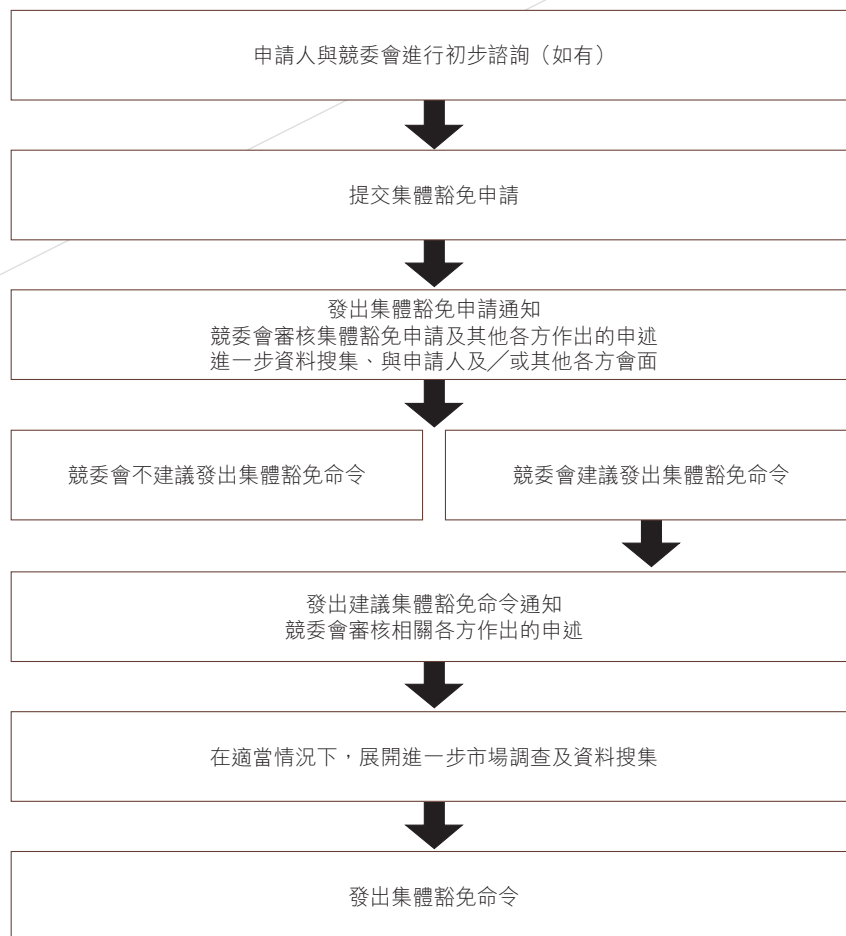 申請人與競委會進行初步諮詢（如有）
提交集體豁免申請
發出集體豁免申請通知
競委會審核集體豁免申請及其他各方作出的申述
進一步資料搜集、與申請人及／或其他各方會面
競委會不建議發出集體豁免命令
競委會建議發出集體豁免命令
發出建議集體豁免命令通知
競委會審核相關各方作出的申述
在適當情況下，展開進一步市場調查及資料搜集
發出集體豁免命令